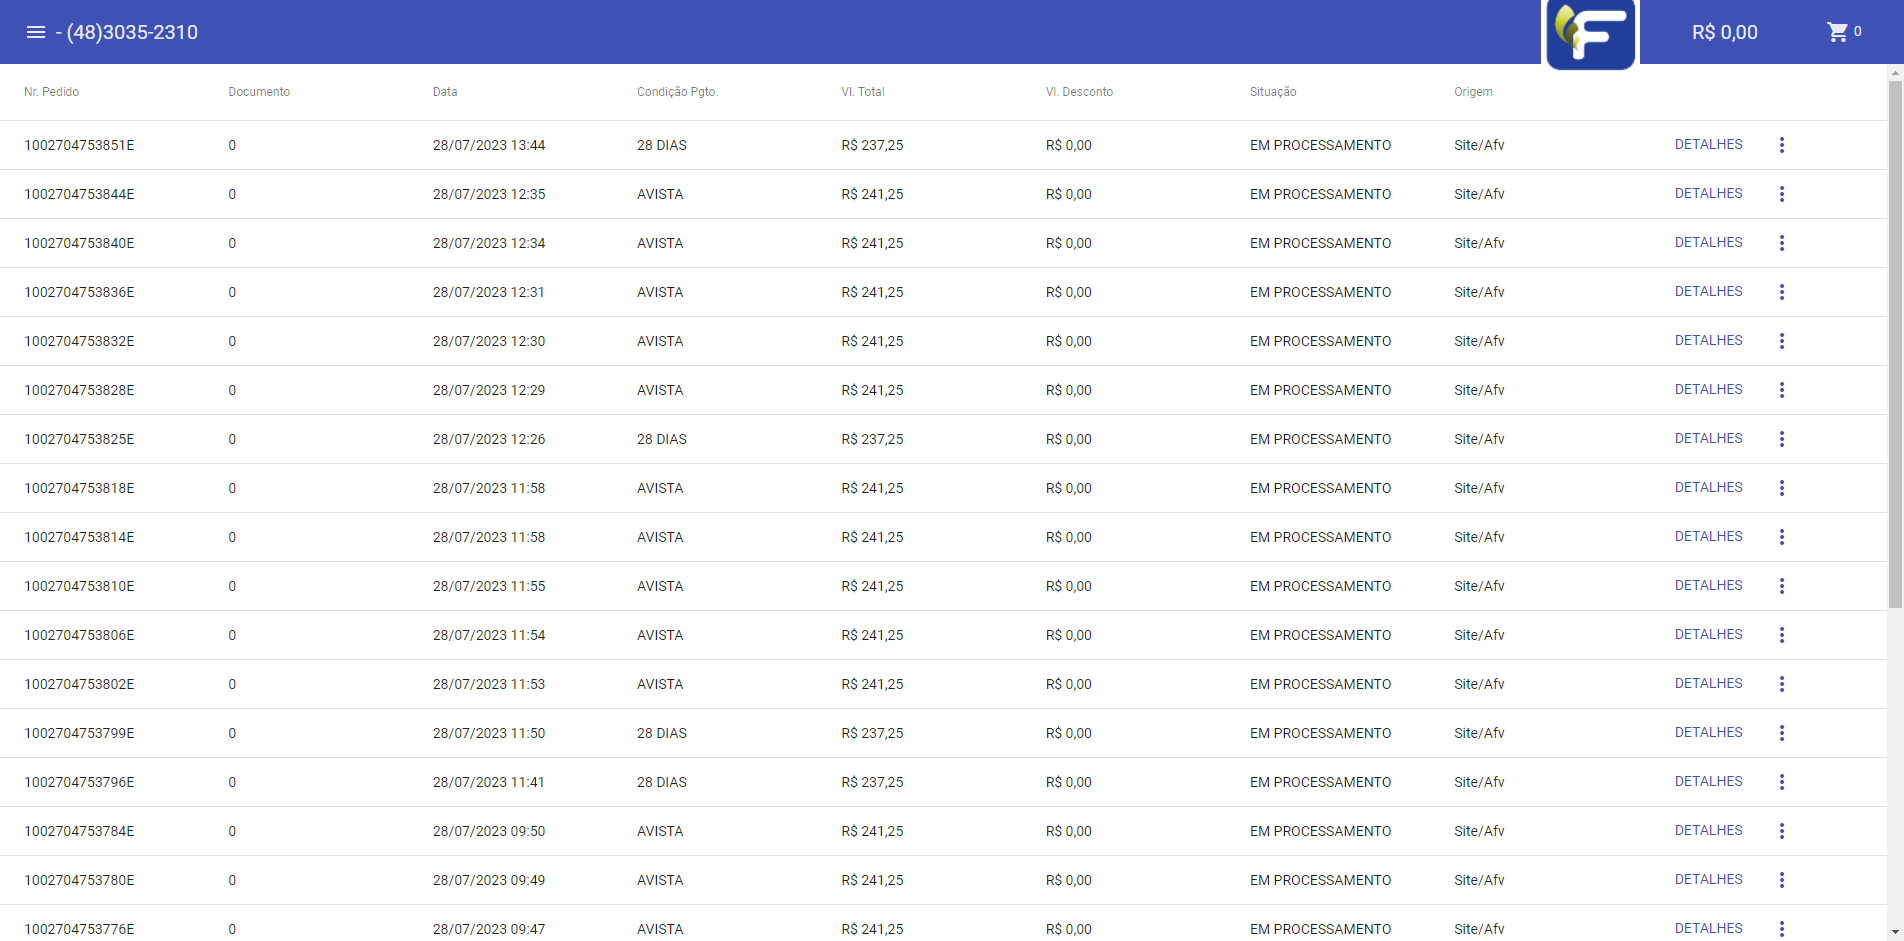 - (48)3035-2310 F R$ 0,00 0
Nr. Pedido Documento Data Condição Pgto. Vl. Total Vl. Desconto Situação Origem
1002704753851E 0 28/07/2023 13:44 28 DIAS R$ 237,25 R$ 0,00 EM PROCESSAMENTO Site/Afv DETALHES
1002704753844E 0 28/07/2023 12:35 AVISTA R$ 241,25 R$ 0,00 EM PROCESSAMENTO Site/Afv DETALHES
1002704753840E 0 28/07/2023 12:34 AVISTA R$ 241,25 R$ 0,00 EM PROCESSAMENTO Site/Afv DETALHES
1002704753836E 0 28/07/2023 12:31 AVISTA R$ 241,25 R$ 0,00 EM PROCESSAMENTO Site/Afv DETALHES
1002704753832E 0 28/07/2023 12:30 AVISTA R$ 241,25 R$ 0,00 EM PROCESSAMENTO Site/Afv DETALHES
1002704753828E 0 28/07/2023 12:29 AVISTA R$ 241,25 R$ 0,00 EM PROCESSAMENTO Site/Afv DETALHES
1002704753825E 0 28/07/2023 12:26 28 DIAS R$ 237,25 R$ 0,00 EM PROCESSAMENTO Site/Afv DETALHES
1002704753818E 0 28/07/2023 11:58 AVISTA R$ 241,25 R$ 0,00 EM PROCESSAMENTO Site/Afv DETALHES
1002704753814E 0 28/07/2023 11:58 AVISTA R$ 241,25 R$ 0,00 EM PROCESSAMENTO Site/Afv DETALHES
1002704753810E 0 28/07/2023 11:55 AVISTA R$ 241,25 R$ 0,00 EM PROCESSAMENTO Site/Afv DETALHES
1002704753806E 0 28/07/2023 11:54 AVISTA R$ 241,25 R$ 0,00 EM PROCESSAMENTO Site/Afv DETALHES
1002704753802E 0 28/07/2023 11:53 AVISTA R$ 241,25 R$ 0,00 EM PROCESSAMENTO Site/Afv DETALHES
1002704753799E 0 28/07/2023 11:50 28 DIAS R$ 237,25 R$ 0,00 EM PROCESSAMENTO Site/Afv DETALHES
1002704753796E 0 28/07/2023 11:41 28 DIAS R$ 237,25 R$ 0,00 EM PROCESSAMENTO Site/Afv DETALHES
1002704753784E 0 28/07/2023 09:50 AVISTA R$ 241,25 R$ 0,00 EM PROCESSAMENTO Site/Afv DETALHES
1002704753780E 0 28/07/2023 09:49 AVISTA R$ 241,25 R$ 0,00 EM PROCESSAMENTO Site/Afv DETALHES
1002704753776E 0 28/07/2023 09:47 AVISTA R$ 241,25 R$ 0,00 EM PROCESSAMENTO Site/Afv DETALHES